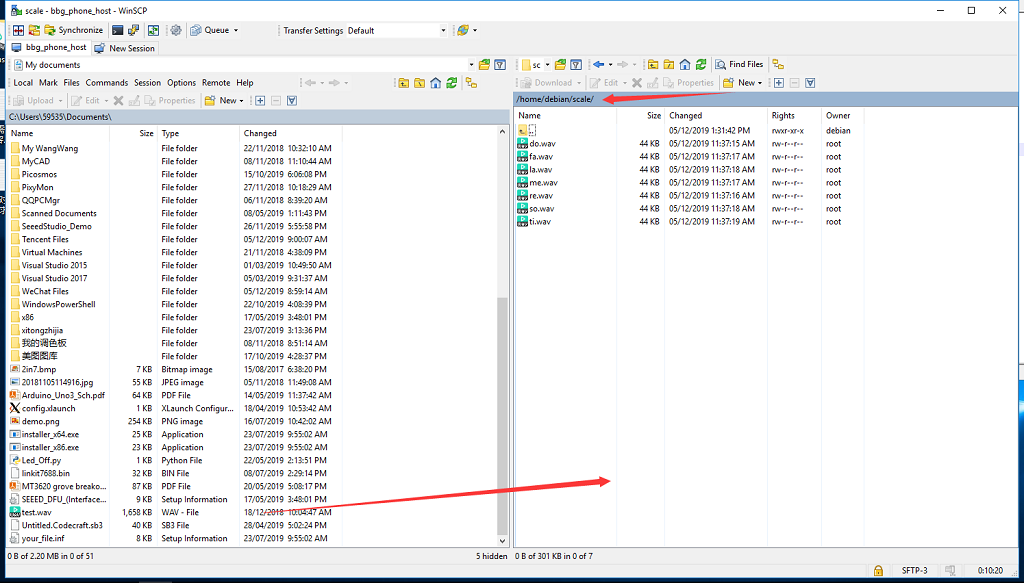 scale - bbg_phone_host - WinSCP
Synchronize Queue Transfer Settings Default
bbg_phone_host New Session
My documents sc Find Files
Local Mark Files Commands Session Options Remote Help Download Edit Properties New
Upload Edit Properties New
/home/debian/scale/
C:\Users\59535\Documents\
Name Size Type Changed
My WangWang File folder 22/11/2018 10:32:10 AM
MyCAD File folder 08/11/2018 11:10:44 AM
Picosmos File folder 15/10/2019 6:06:08 PM
PixyMon File folder 27/11/2018 10:18:29 AM
QQPCMgr File folder 06/11/2018 8:39:20 AM
Scanned Documents File folder 08/05/2019 1:11:43 PM
SeeedStudio_Demo File folder 26/11/2019 5:55:58 PM
Tencent Files File folder 05/12/2019 9:00:07 AM
Virtual Machines File folder 21/11/2018 4:38:09 PM
Visual Studio 2015 File folder 01/03/2019 10:49:50 AM
Visual Studio 2017 File folder 05/03/2019 9:31:37 AM
WeChat Files File folder 05/12/2019 8:59:14 AM
WindowsPowerShell File folder 22/10/2019 4:08:39 PM
x86 File folder 17/05/2019 3:48:01 PM
xitongzhijia File folder 23/07/2019 3:13:36 PM
我的调色板 File folder 08/11/2018 8:51:14 AM
美图图库 File folder 17/10/2019 4:28:37 PM
2in7.bmp 7 KB Bitmap image 15/08/2017 6:38:20 PM
20181105114916.jpg 55 KB JPEG image 05/11/2018 11:49:08 AM
Arduino_Uno3_Sch.pdf 64 KB PDF File 14/05/2019 11:37:42 AM
config.xlaunch 1 KB XLaunch Configur... 18/04/2019 10:53:42 AM
demo.png 254 KB PNG image 16/07/2019 10:42:02 AM
installer_x64.exe 25 KB Application 23/07/2019 9:55:02 AM
installer_x86.exe 23 KB Application 23/07/2019 9:55:02 AM
Led_Off.py 1 KB Python File 22/05/2019 2:13:51 PM
linkit7688.bin 32 KB BIN File 08/07/2019 2:29:14 PM
MT3620 grove breako... 87 KB PDF File 20/05/2019 5:08:17 PM
SEEED_DFU_(Interface... 9 KB Setup Information 17/05/2019 3:48:01 PM
test.wav 1,658 KB WAV - File 18/12/2018 10:04:47 AM
Untitled.Codecraft.sb3 40 KB SB3 File 28/04/2019 5:02:24 PM
your_file.inf 8 KB Setup Information 23/07/2019 9:55:02 AM
Name Size Changed Rights Owner
.. 05/12/2019 1:31:42 PM rwxr-xr-x debian
do.wav 44 KB 05/12/2019 11:37:15 AM rw-r--r-- root
fa.wav 44 KB 05/12/2019 11:37:17 AM rw-r--r-- root
la.wav 44 KB 05/12/2019 11:37:18 AM rw-r--r-- root
me.wav 44 KB 05/12/2019 11:37:17 AM rw-r--r-- root
re.wav 44 KB 05/12/2019 11:37:16 AM rw-r--r-- root
so.wav 44 KB 05/12/2019 11:37:18 AM rw-r--r-- root
ti.wav 44 KB 05/12/2019 11:37:19 AM rw-r--r-- root
0 B of 2.20 MB in 0 of 51 5 hidden 0 B of 301 KB in 0 of 7
SFTP-3 0:10:20